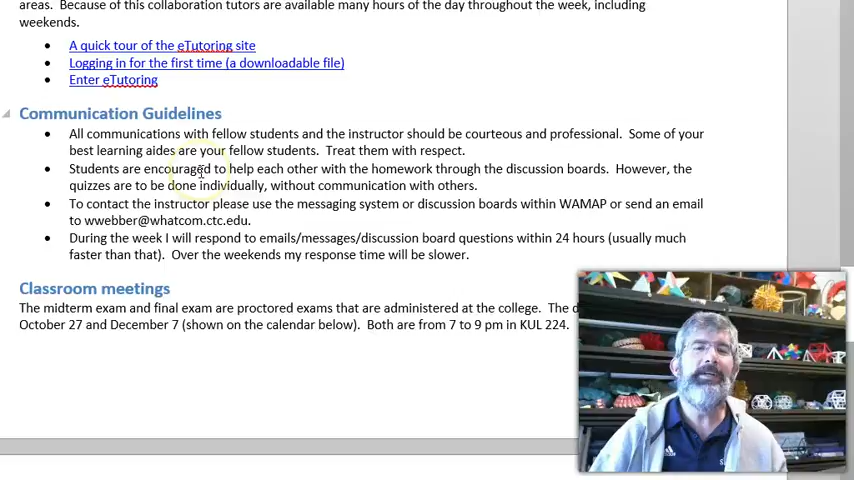 areas.  Because of this collaboration tutors are available many hours of the day throughout the week, including
weekends.
A quick tour of the eTutoring site
Logging in for the first time (a downloadable file)
Enter eTutoring
Communication Guidelines
All communications with fellow students and the instructor should be courteous and professional.  Some of your
best learning aides are your fellow students.  Treat them with respect.
Students are encouraged to help each other with the homework through the discussion boards.  However, the
quizzes are to be done individually, without communication with others.
To contact the instructor please use the messaging system or discussion boards within WAMAP or send an email
to wwebber@whatcom.ctc.edu.
During the week I will respond to emails/messages/discussion board questions within 24 hours (usually much
faster than that).  Over the weekends my response time will be slower.
Classroom meetings
The midterm exam and final exam are proctored exams that are administered at the college.  The
October 27 and December 7 (shown on the calendar below).  Both are from 7 to 9 pm in KUL 224.
adidas